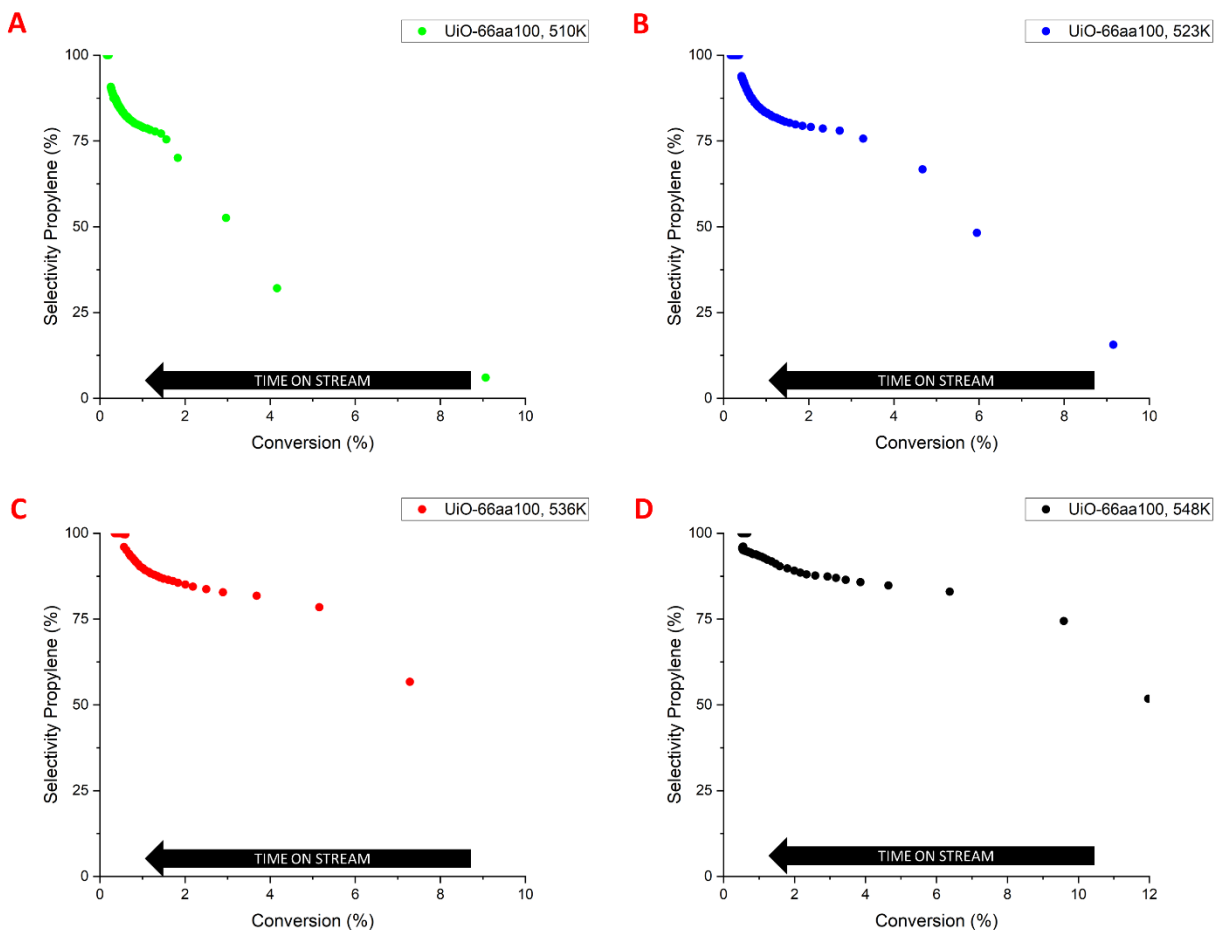 A
UiO-66aa100, 510K
100
75
50
25
0
Selectivity Propylene (%)
TIME ON STREAM
0 2 4 6 8 10
Conversion (%)
B
UiO-66aa100, 523K
100
75
50
25
0
Selectivity Propylene (%)
TIME ON STREAM
0 2 4 6 8 10
Conversion (%)
C
UiO-66aa100, 536K
100
75
50
25
0
Selectivity Propylene (%)
TIME ON STREAM
0 2 4 6 8 10
Conversion (%)
D
UiO-66aa100, 548K
100
75
50
25
0
Selectivity Propylene (%)
TIME ON STREAM
0 2 4 6 8 10 12
Conversion (%)